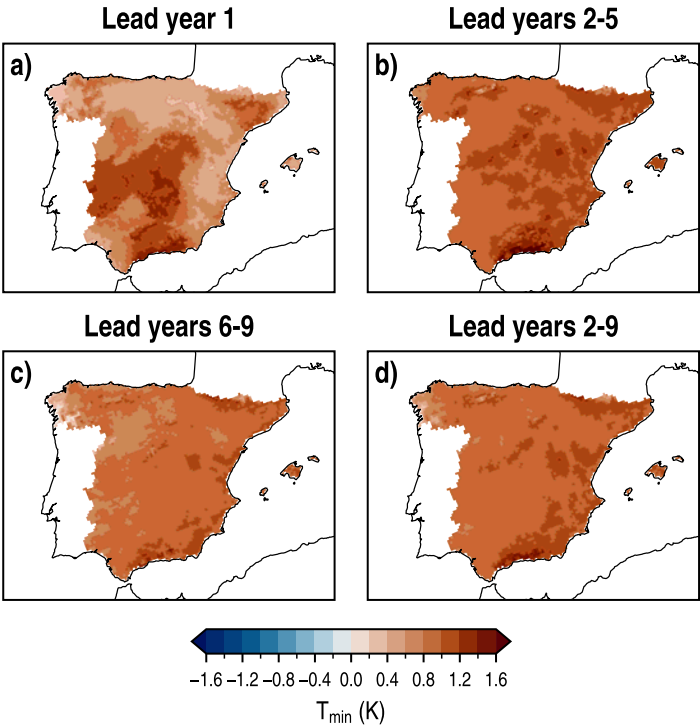 Lead year 1
Lead years 2-5
a)
b)
Lead years 6-9
Lead years 2-9
c)
d)
−1.6 −1.2 −0.8 −0.4 0.0 0.4 0.8 1.2 1.6
Tmin (K)